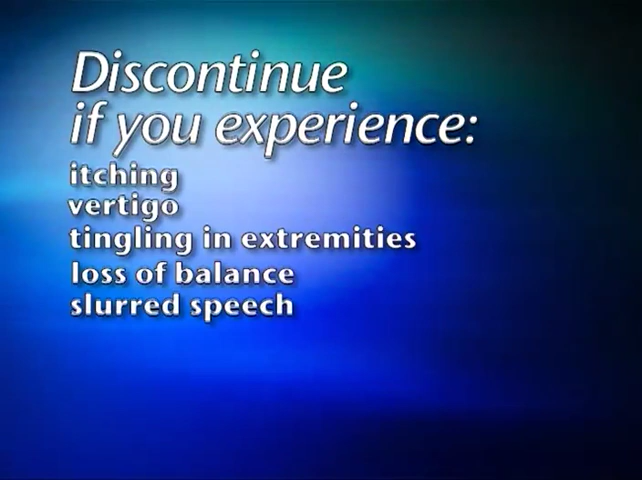 Discontinue
if you experience:
itching
vertigo
tingling in extremities
loss of balance
slurred speech